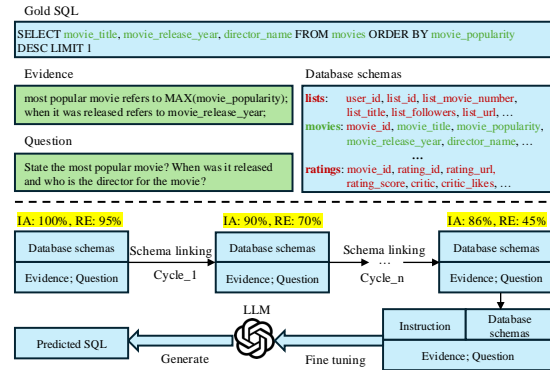 Gold SQL
SELECT movie_title, movie_release_year, director_name FROM movies ORDER BY movie_popularity
DESC LIMIT 1
Evidence
most popular movie refers to MAX(movie_popularity);
when it was released refers to movie_release_year;
Question
State the most popular movie? When was it released
and who is the director for the movie?
Database schemas
lists: user_id, list_id, list_movie_number,
list_title, list_followers, list_url, …
movies: movie_id, movie_title, movie_popularity,
movie_release_year, director_name, …
…
ratings: movie_id, rating_id, rating_url,
rating_score, critic, critic_likes, …
IA: 100%, RE: 95%
Database schemas
Evidence; Question
Schema linking
Cycle_1
IA: 90%, RE: 70%
Database schemas
Evidence; Question
Schema linking
…
Cycle_n
IA: 86%, RE: 45%
Database schemas
Evidence; Question
Instruction
Database
schemas
Evidence; Question
Fine tuning
LLM
Generate
Predicted SQL